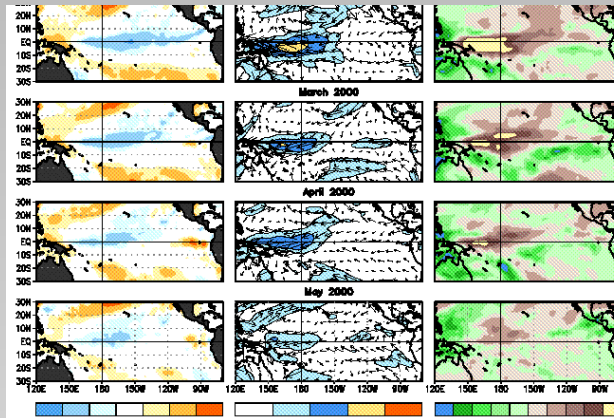 20N
10N
EQ
10S
20S
30S
March 2000
30N
20N
10N
EQ
10S
20S
30S
April 2000
30N
20N
10N
EQ
10S
20S
30S
May 2000
30N
20N
10N
EQ
10S
20S
30S
120E 150E 180 150W 120W 90W 120E 150E 180 150W 120W 90W 120E 150E 180 150W 120W 90W